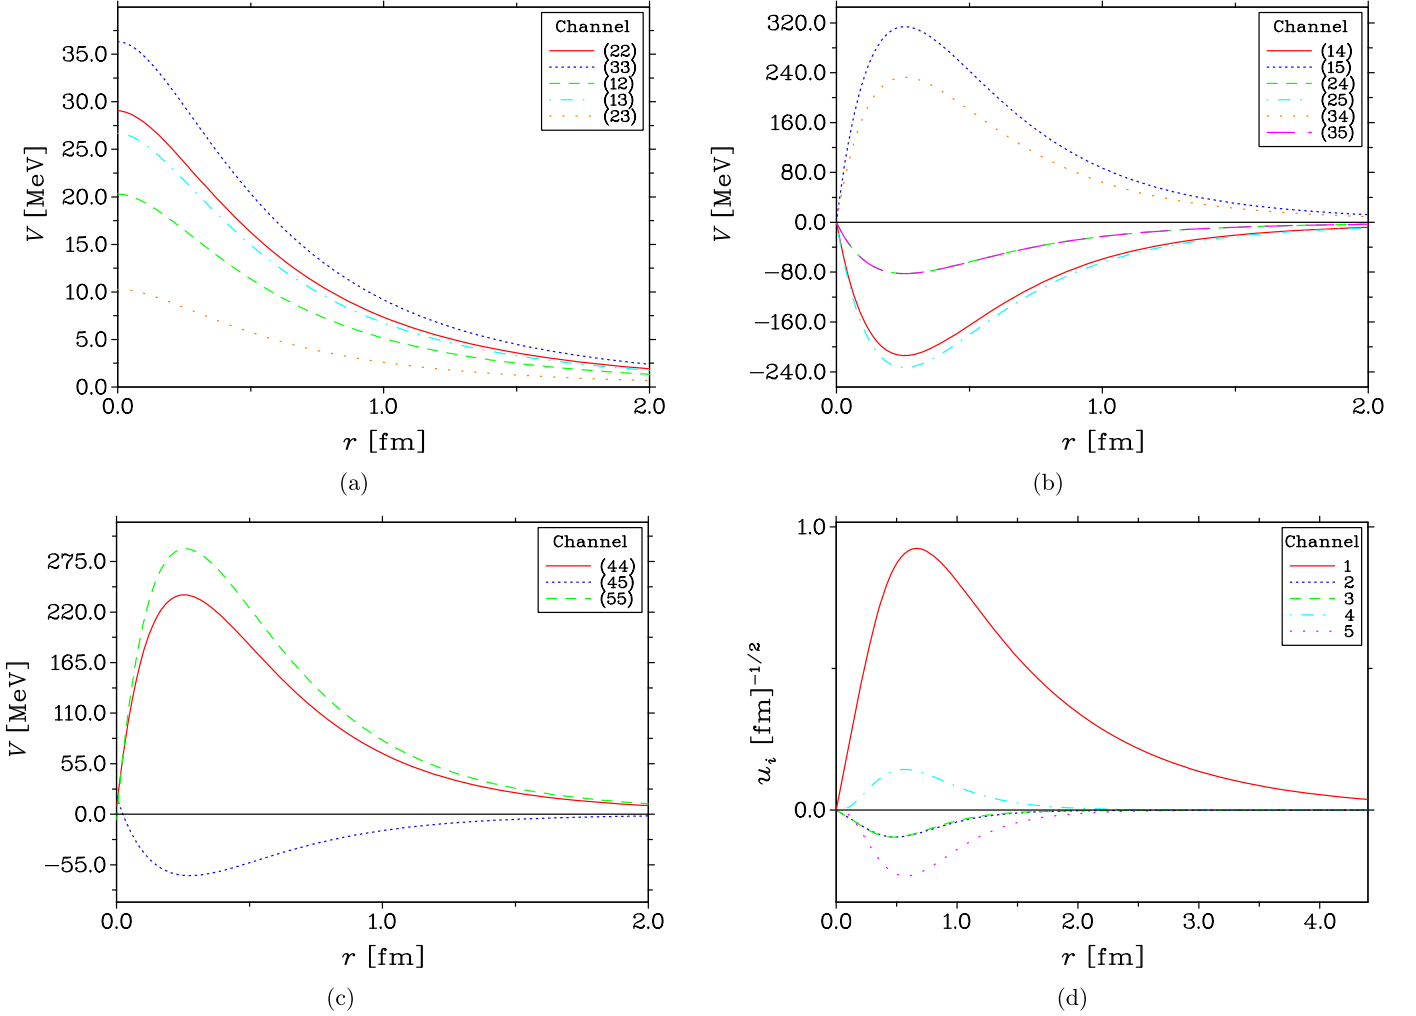 Channel
(22)
(33)
(12)
(13)
(23)
35.0
30.0
25.0
20.0
15.0
10.0
5.0
0.0
V [MeV]
0.0 1.0 2.0
r [fm]
(a)
Channel
(14)
(15)
(24)
(25)
(34)
(35)
320.0
240.0
160.0
80.0
0.0
−80.0
−160.0
−240.0
V [MeV]
0.0 1.0 2.0
r [fm]
(b)
Channel
(44)
(45)
(55)
275.0
220.0
165.0
110.0
55.0
0.0
−55.0
V [MeV]
0.0 1.0 2.0
r [fm]
(c)
Channel
1
2
3
4
5
1.0
0.0
u_i [fm]^{−1/2}
0.0 1.0 2.0 3.0 4.0
r [fm]
(d)